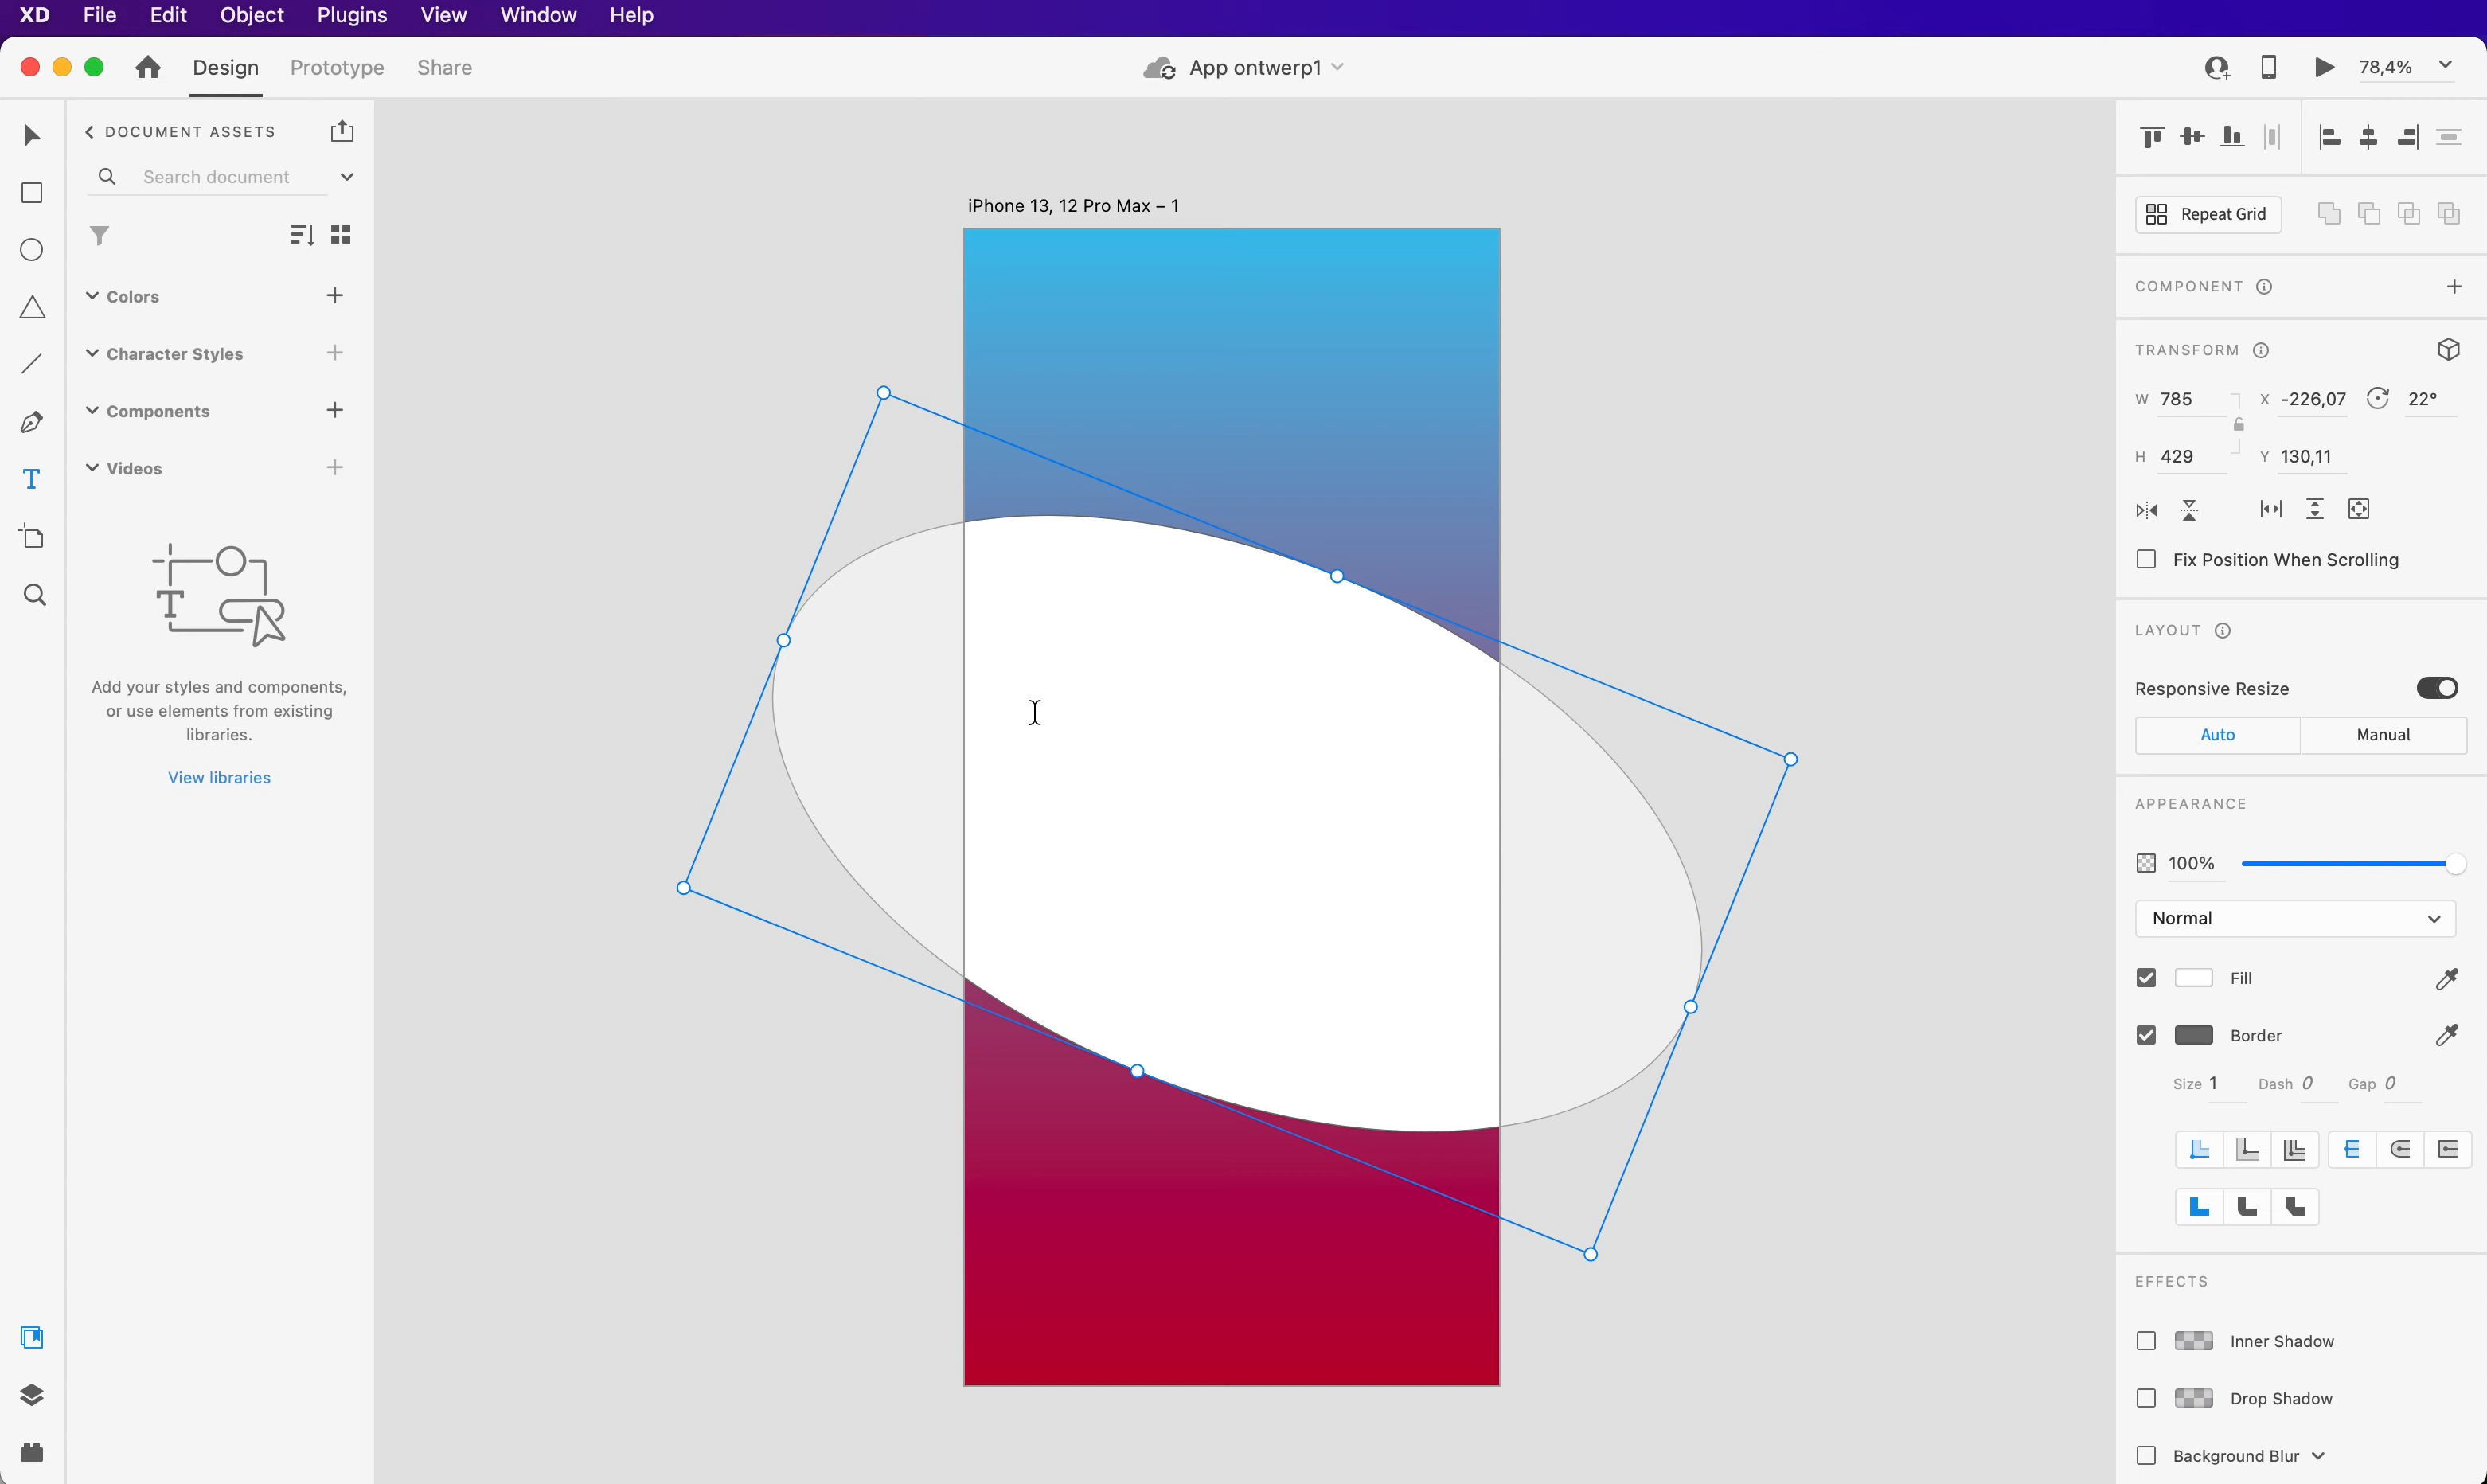 XD File Edit Object Plugins View Window Help
Design Prototype Share
App ontwerp1
78,4%
DOCUMENT ASSETS
Search document
Colors
Character Styles
Components
Videos
T
Add your styles and components,
or use elements from existing
libraries.
View libraries
iPhone 13, 12 Pro Max – 1
Repeat Grid
COMPONENT
TRANSFORM
W 785 X -226,07 22°
H 429 Y 130,11
Fix Position When Scrolling
LAYOUT
Responsive Resize
Auto Manual
APPEARANCE
100%
Normal
Fill
Border
Size 1 Dash 0 Gap 0
EFFECTS
Inner Shadow
Drop Shadow
Background Blur